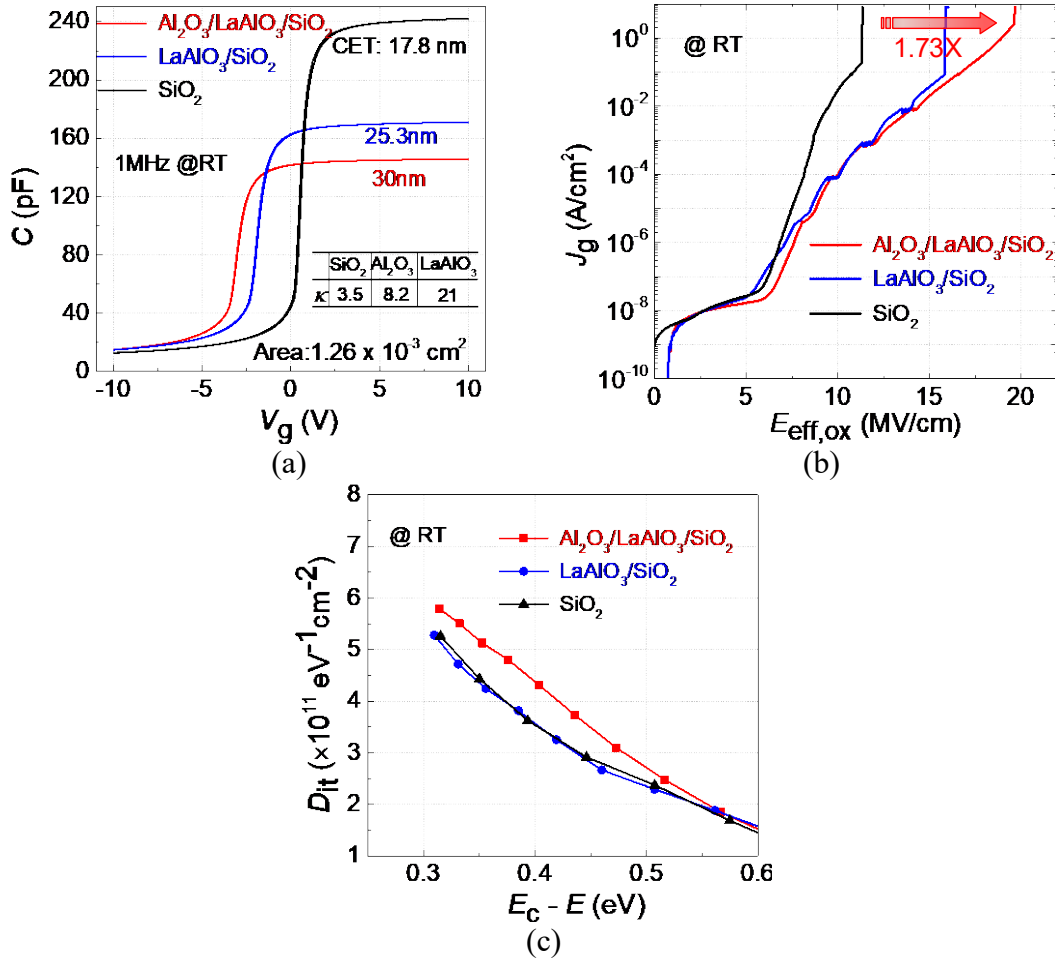 240
200
160
120
80
40
0
C (pF)
Al₂O₃/LaAlO₃/SiO₂
LaAlO₃/SiO₂
SiO₂
CET: 17.8 nm
25.3nm
30nm
1MHz @RT
SiO₂ Al₂O₃ LaAlO₃
κ 3.5 8.2 21
Area:1.26 x 10⁻³ cm²
-10 -5 0 5 10
Vg (V)
(a)
10⁰
10⁻²
10⁻⁴
10⁻⁶
10⁻⁸
10⁻¹⁰
Jg (A/cm²)
@ RT
1.73X
Al₂O₃/LaAlO₃/SiO₂
LaAlO₃/SiO₂
SiO₂
0 5 10 15 20
Eeff,ox (MV/cm)
(b)
8
7
6
5
4
3
2
1
Dit (×10¹¹ eV⁻¹cm⁻²)
@ RT
Al₂O₃/LaAlO₃/SiO₂
LaAlO₃/SiO₂
SiO₂
0.3 0.4 0.5 0.6
Ec - E (eV)
(c)